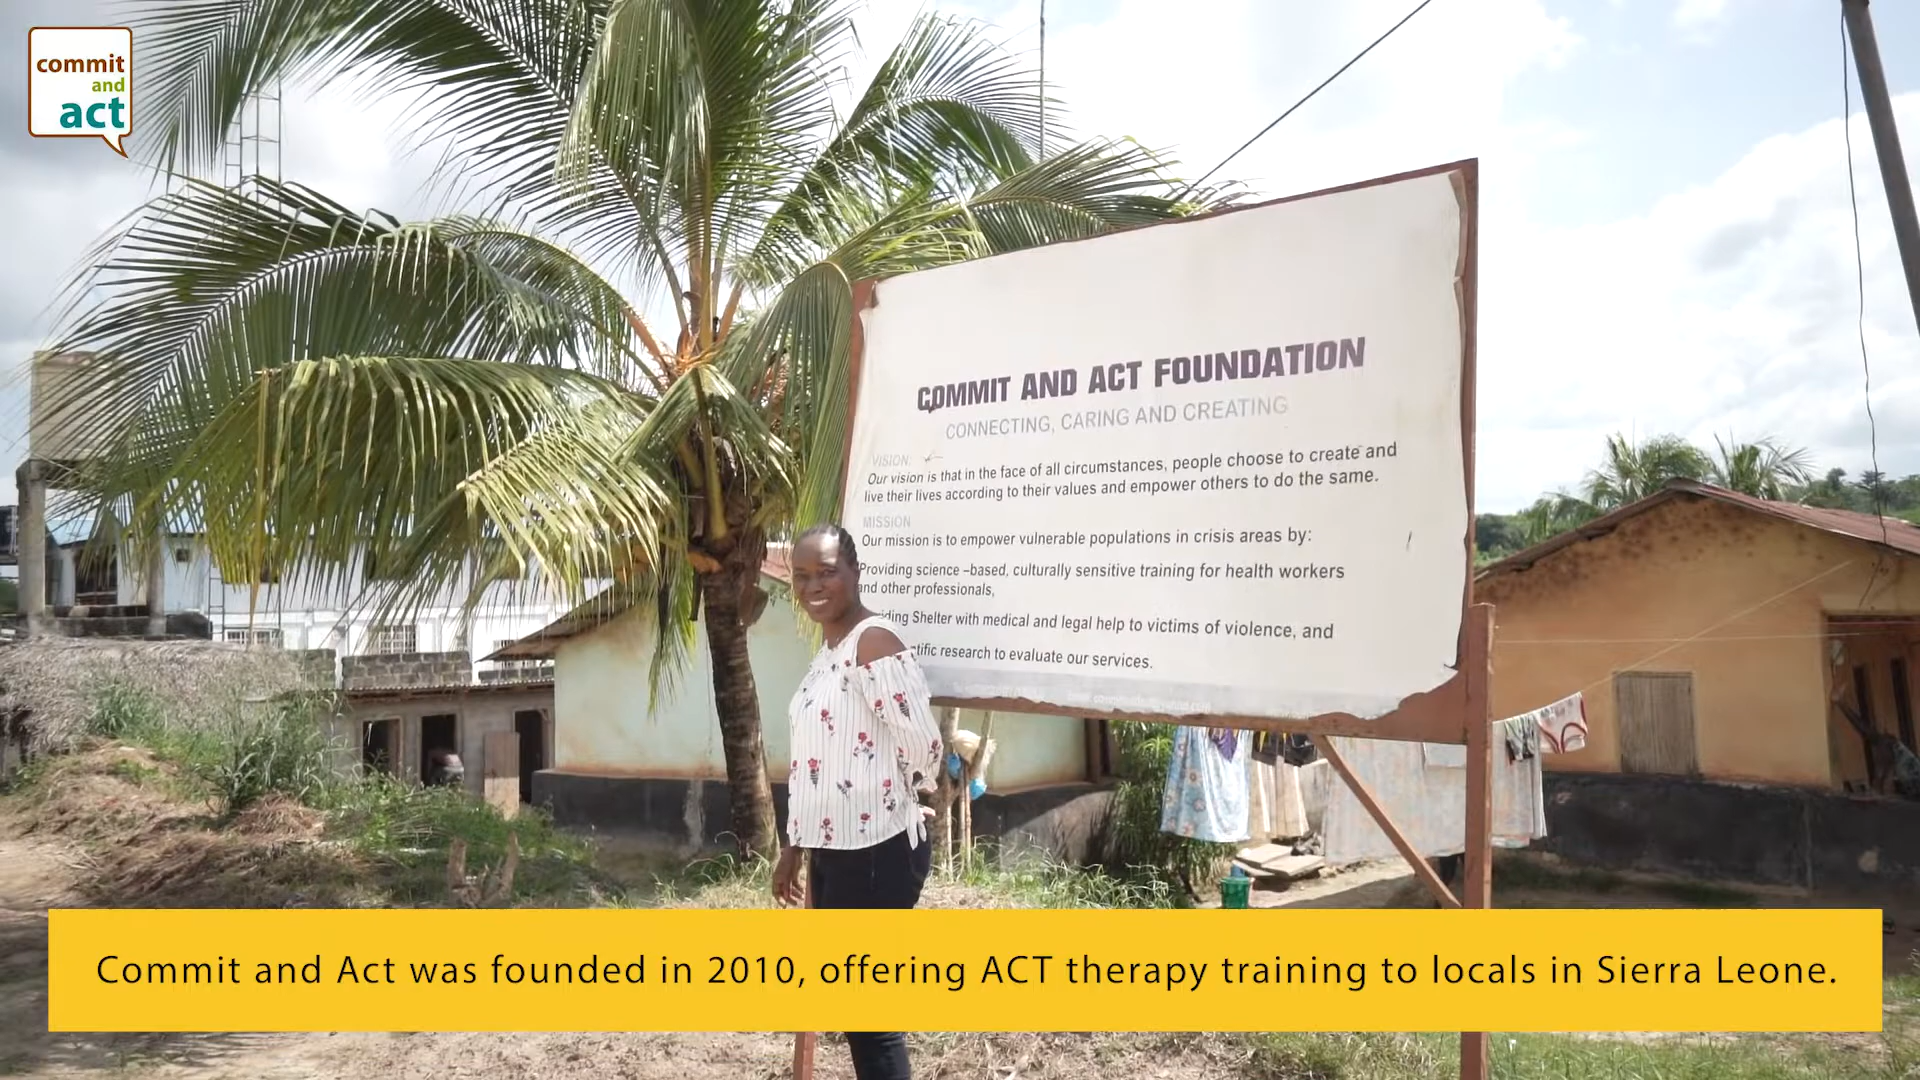 commit
and
act
COMMIT AND ACT FOUNDATION
CONNECTING, CARING AND CREATING
VISION:
Our vision is that in the face of all circumstances, people choose to create and
live their lives according to their values and empower others to do the same.
MISSION
Our mission is to empower vulnerable populations in crisis areas by:
Providing science –based, culturally sensitive training for health workers
and other professionals,
Shelter with medical and legal help to victims of violence, and
research to evaluate our services.
Commit and Act was founded in 2010, offering ACT therapy training to locals in Sierra Leone.